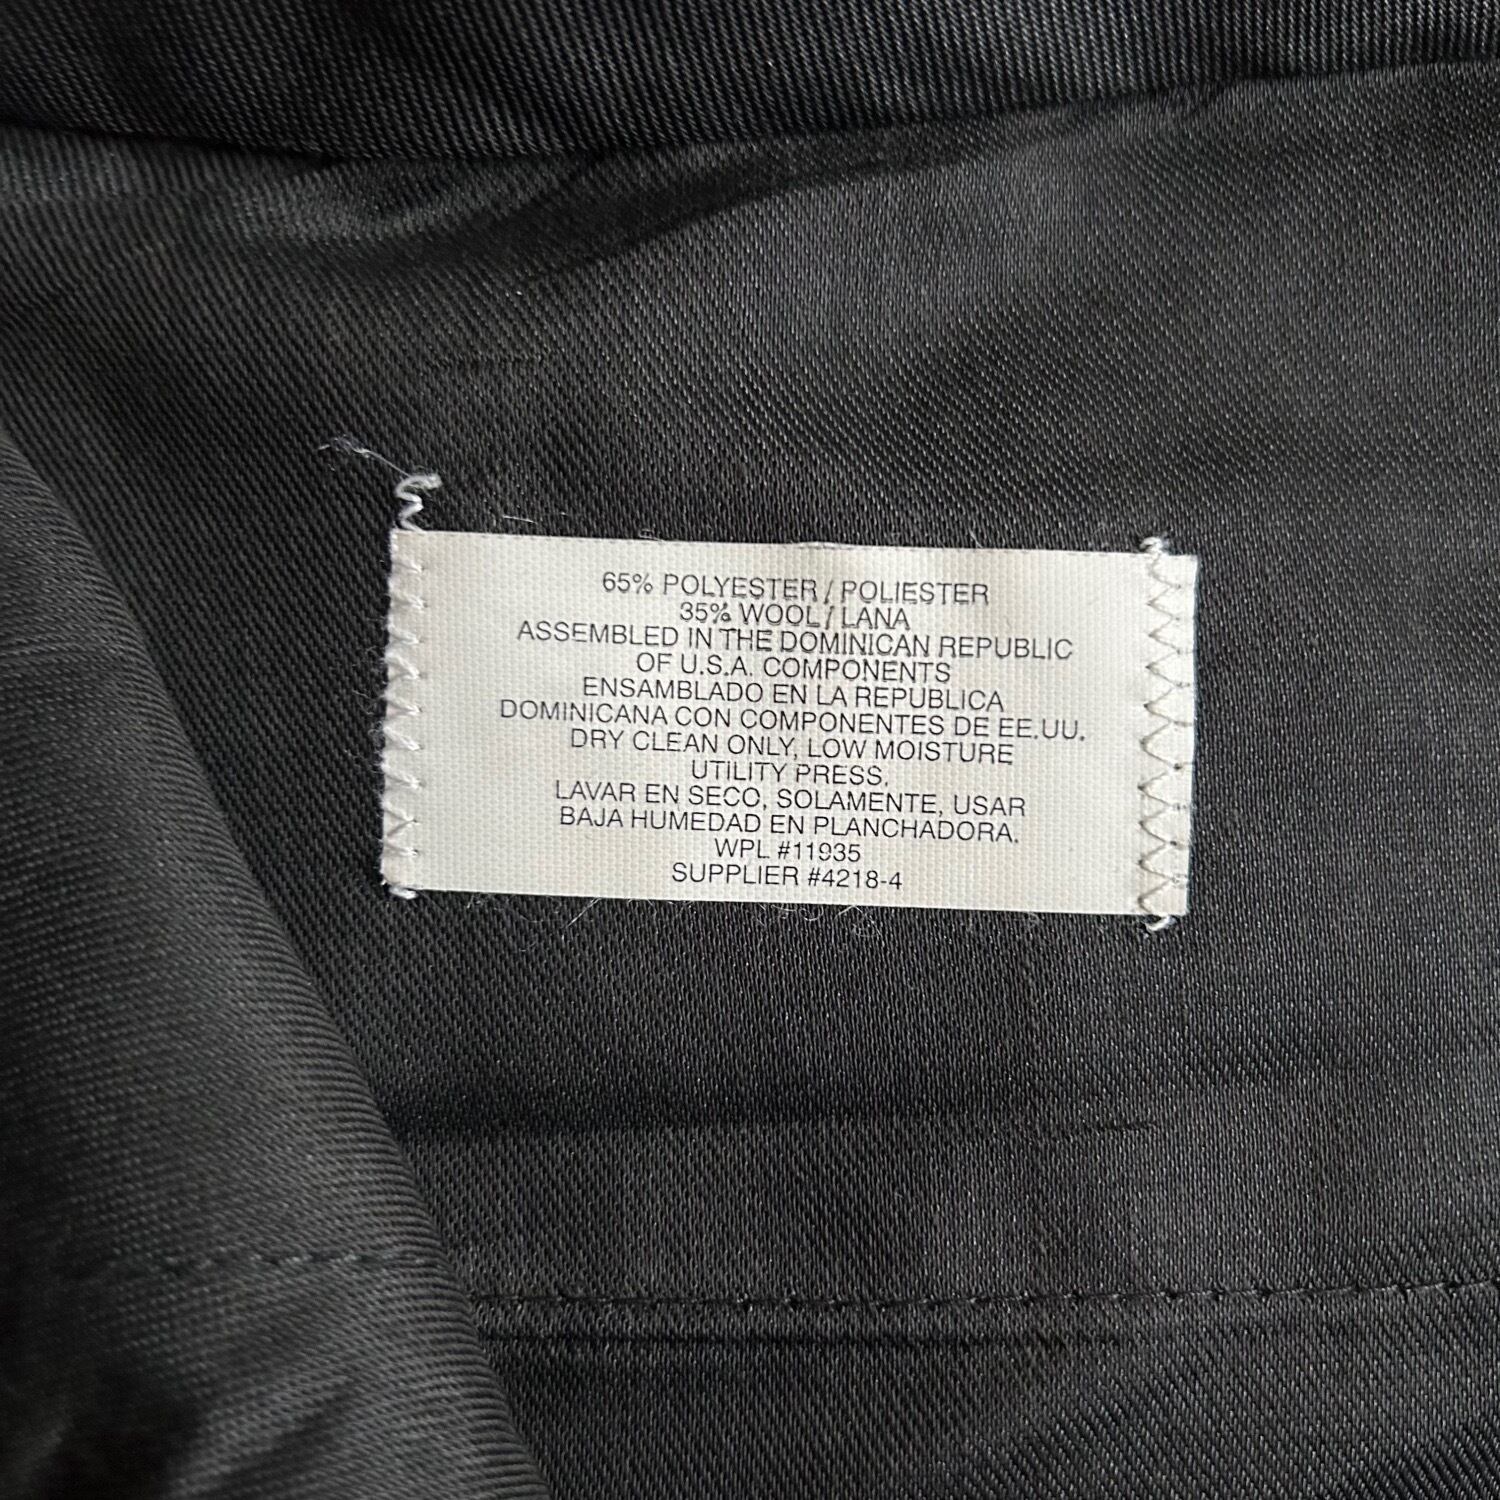 65% POLYESTER / POLIESTER
35% WOOL / LANA
ASSEMBLED IN THE DOMINICAN REPUBLIC
OF U.S.A. COMPONENTS
ENSAMBLADO EN LA REPUBLICA
DOMINICANA CON COMPONENTES DE EE.UU.
DRY CLEAN ONLY, LOW MOISTURE
UTILITY PRESS.
LAVAR EN SECO, SOLAMENTE, USAR
BAJA HUMEDAD EN PLANCHADORA.
WPL #11935
SUPPLIER #4218-4